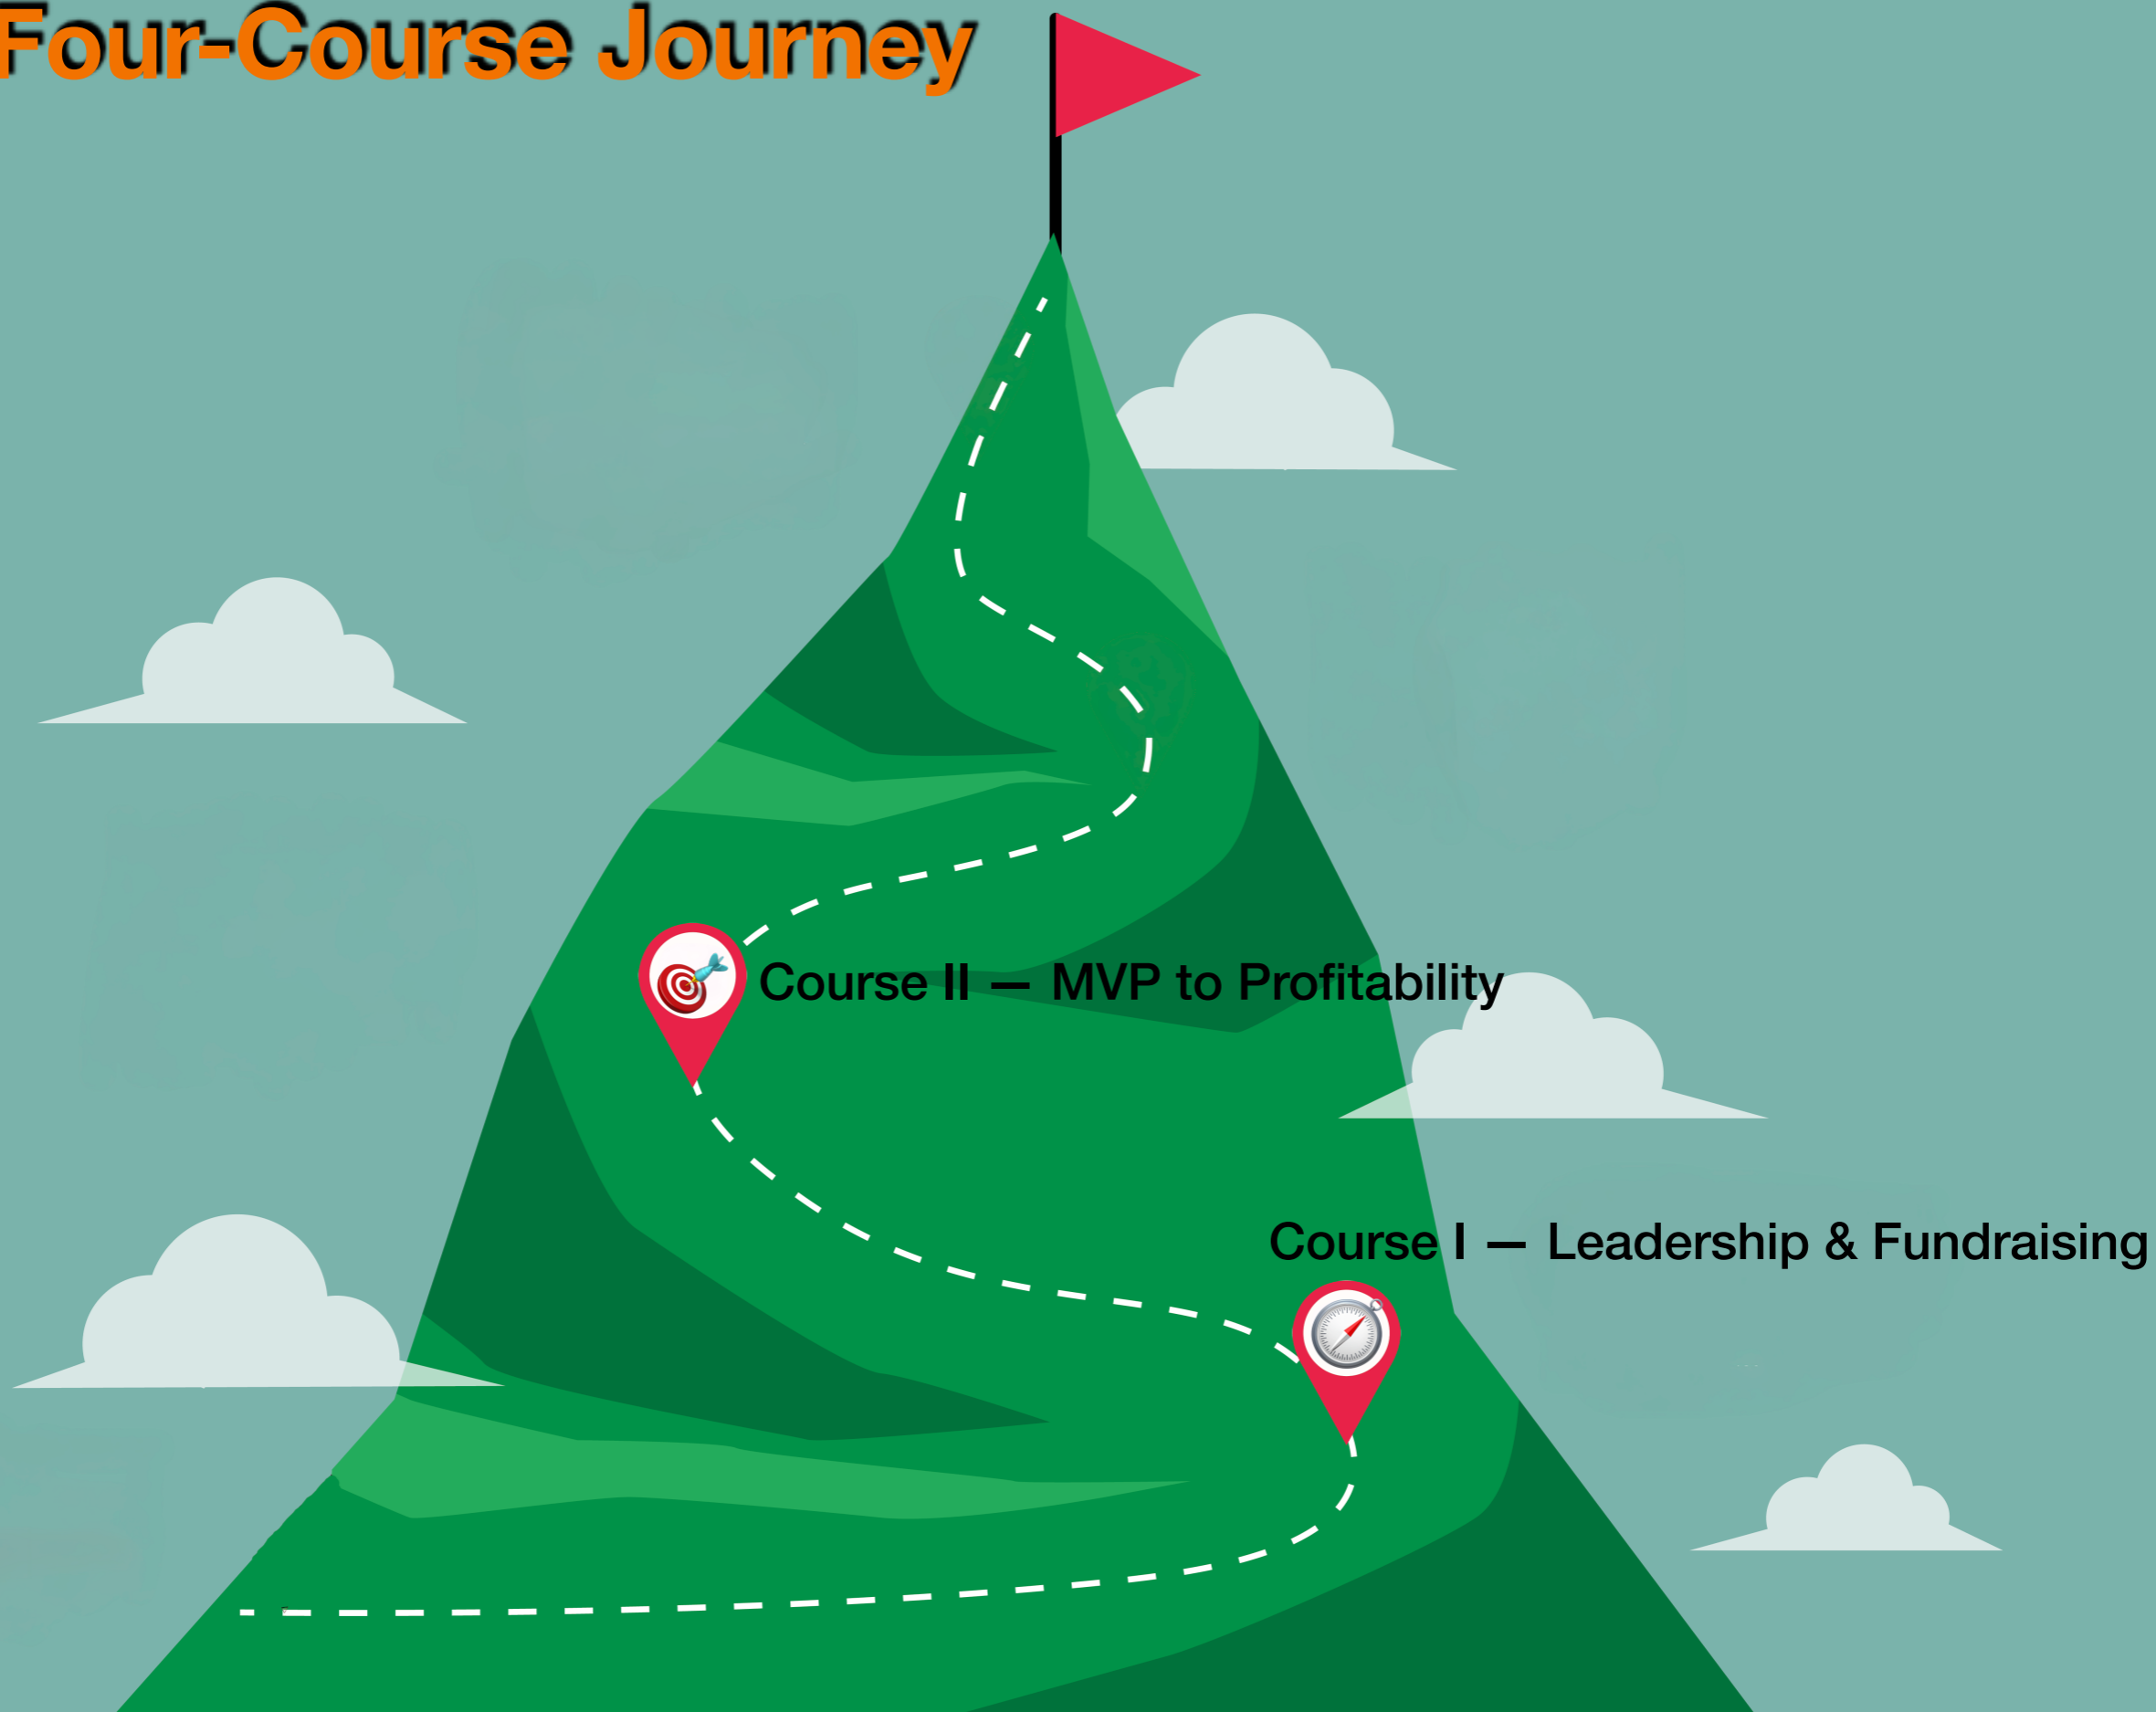 Four-Course Journey
Course II — MVP to Profitability
Course I — Leadership & Fundraising